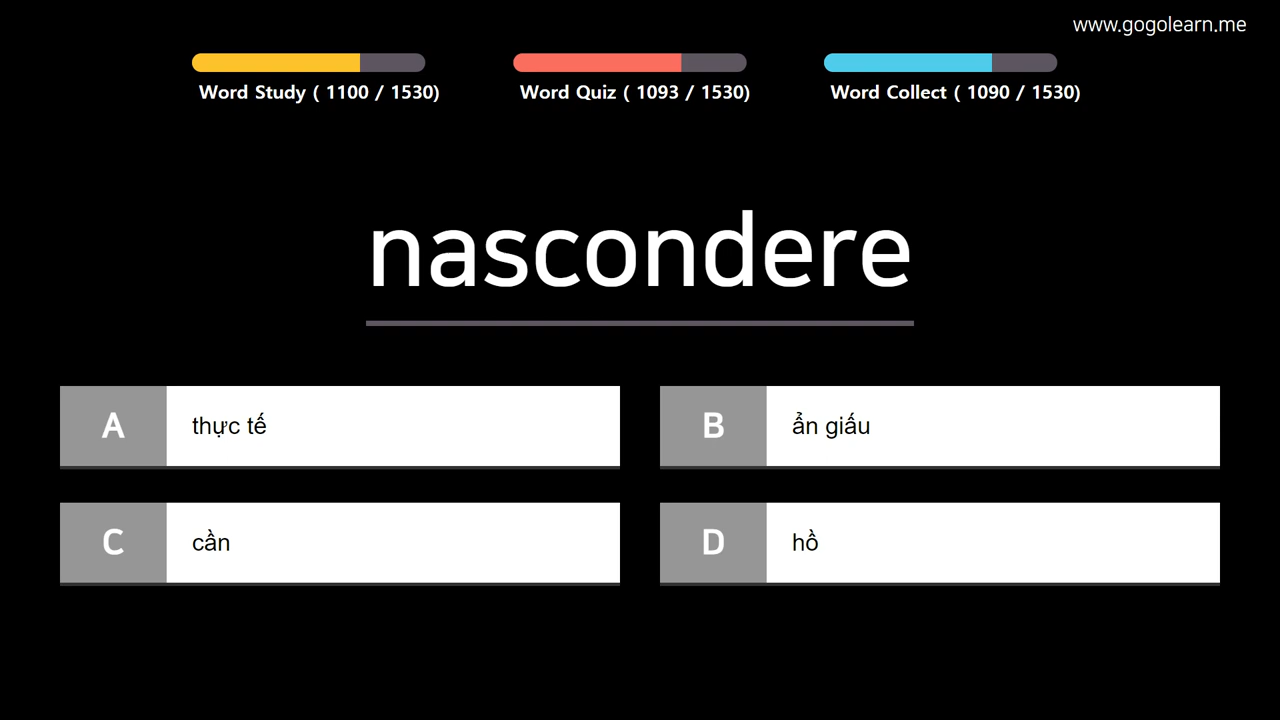 www.gogolearn.me
Word Study ( 1100 / 1530)
Word Quiz ( 1093 / 1530)
Word Collect ( 1090 / 1530)
nascondere
A thực tế
B ẩn giấu
C cần
D hồ